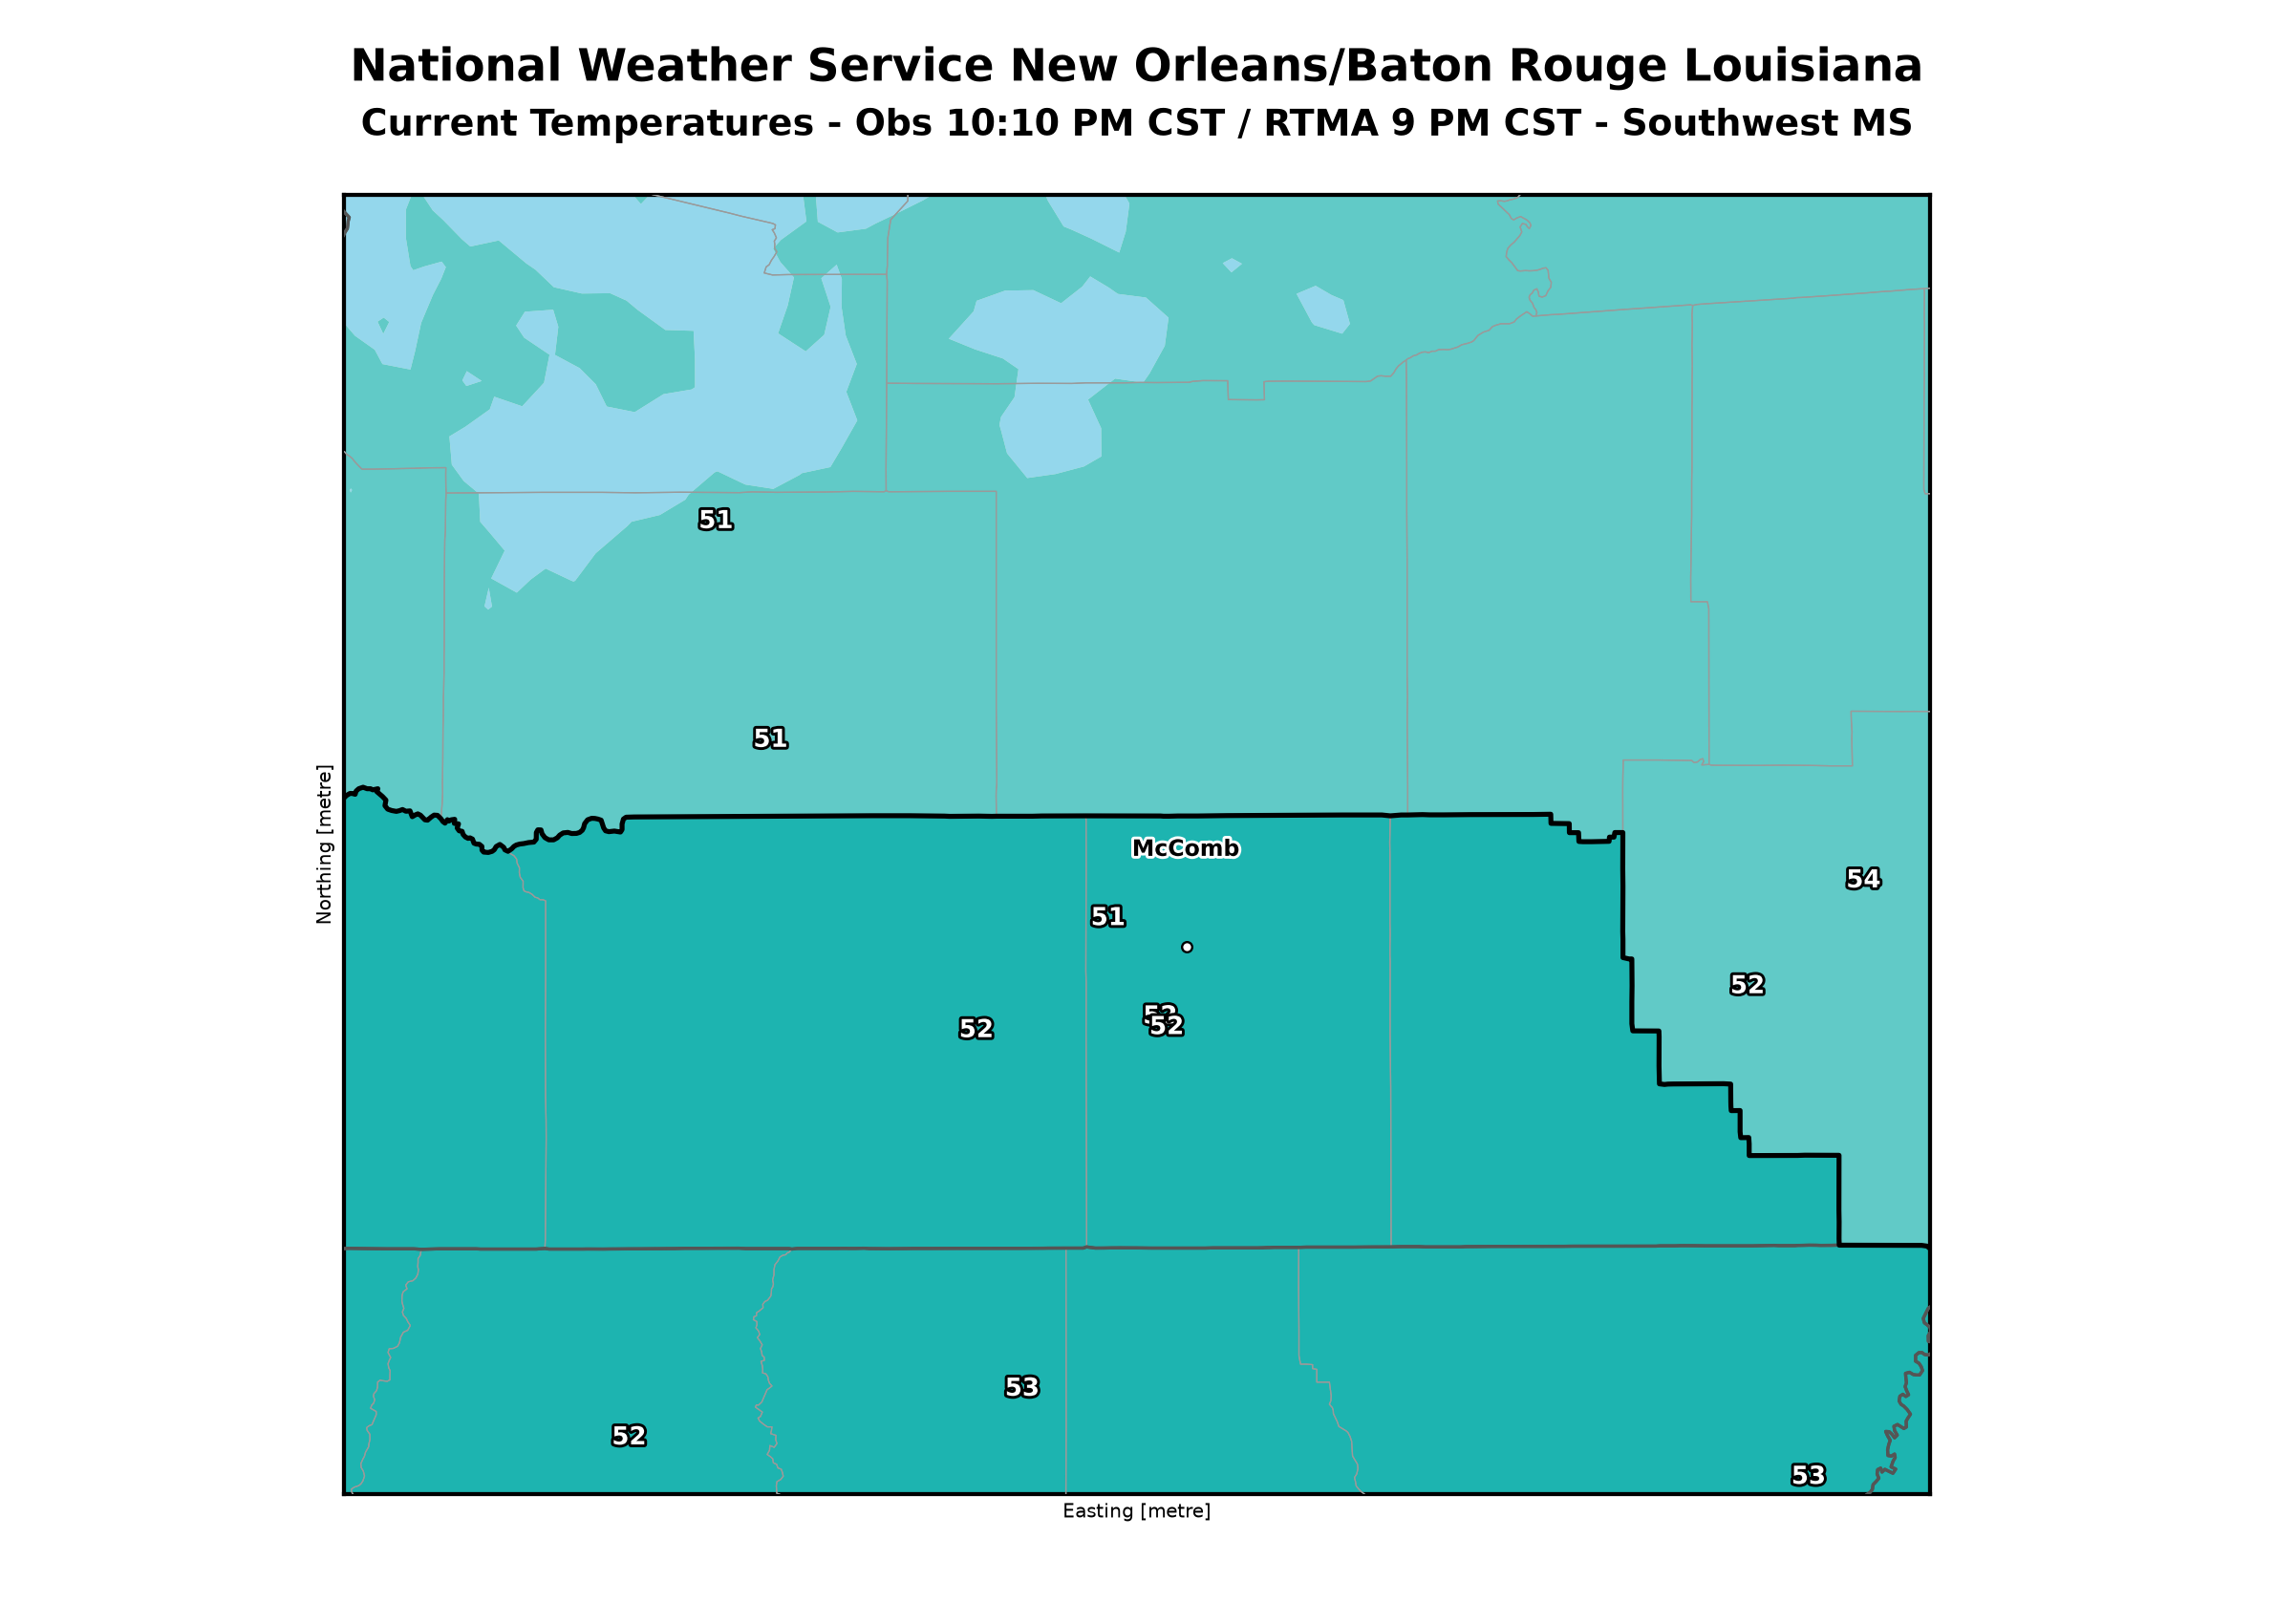 National Weather Service New Orleans/Baton Rouge Louisiana
Current Temperatures - Obs 10:10 PM CST / RTMA 9 PM CST - Southwest MS
51
51
McComb
54
51
52
52
52
53
52
53
Northing [metre]
Easting [metre]